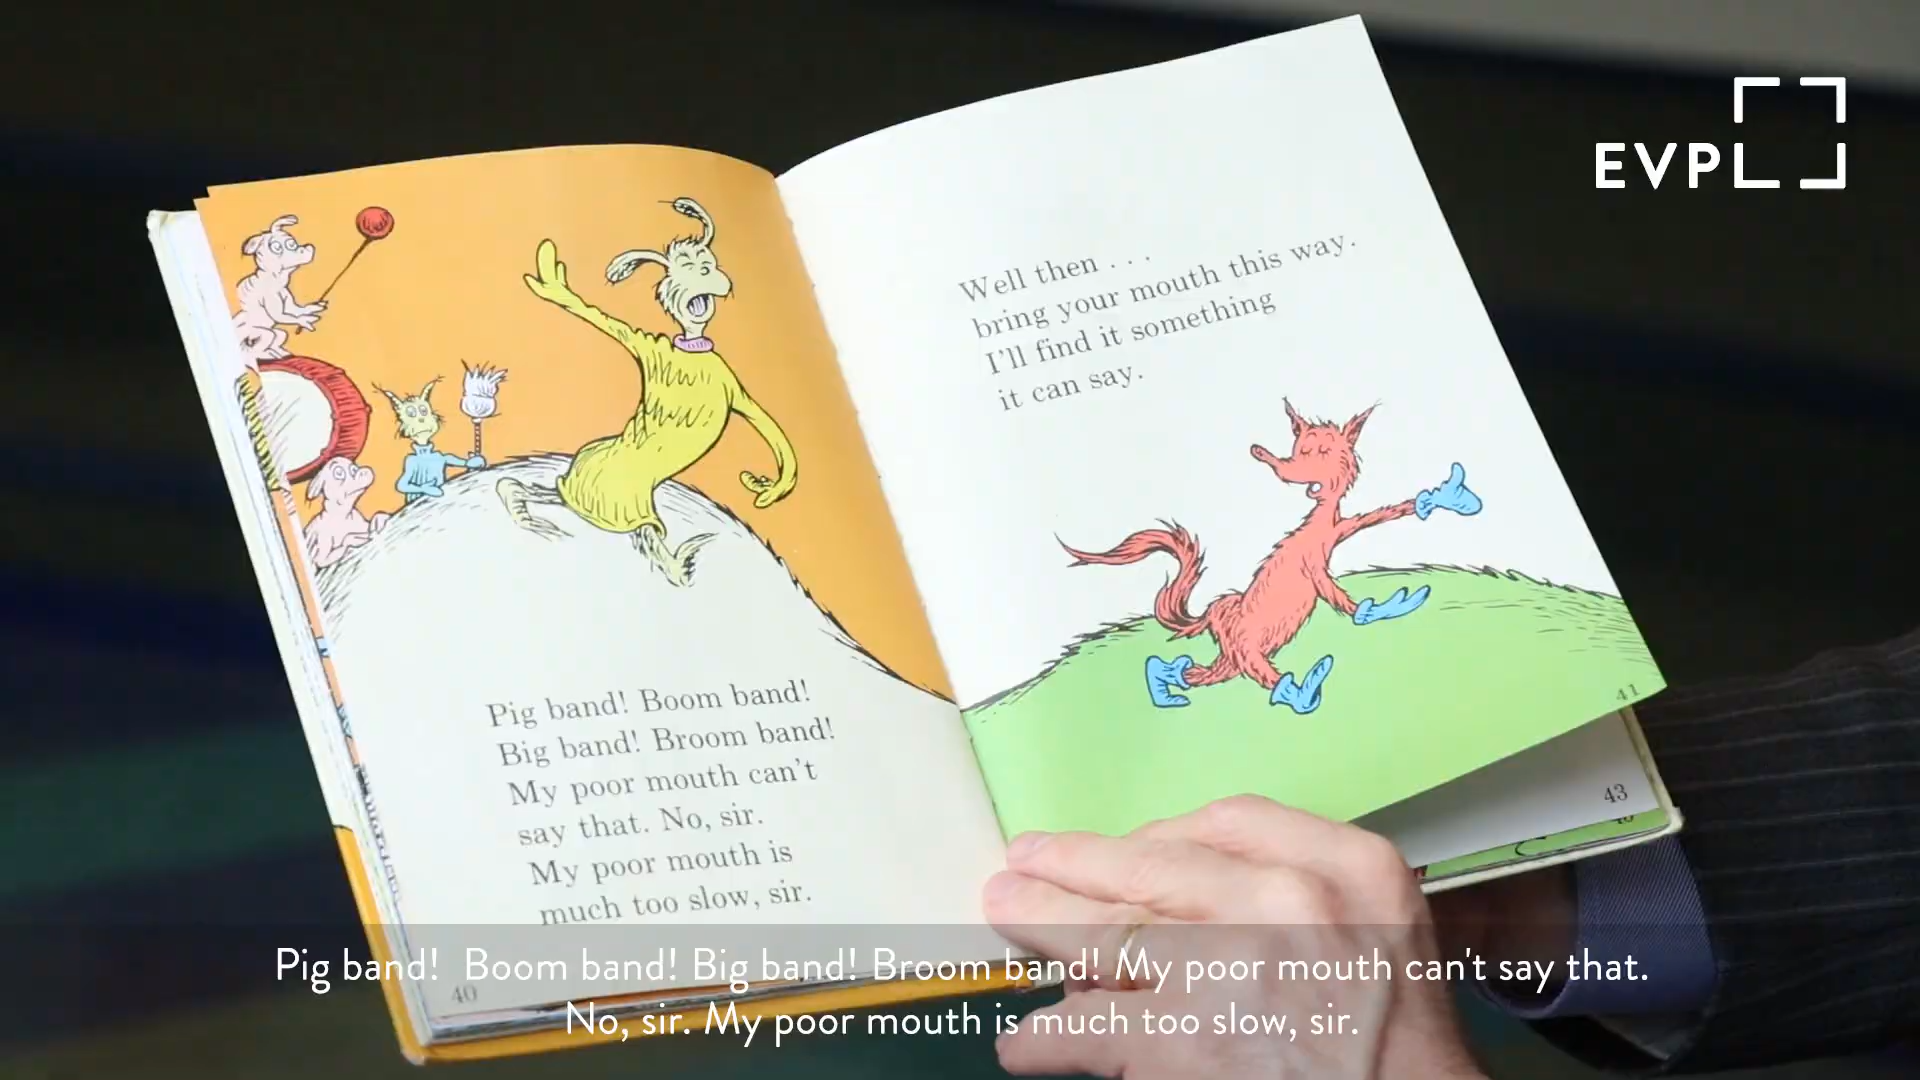 EVPL
Pig band! Boom band!
Big band! Broom band!
My poor mouth can't
say that. No, sir.
My poor mouth is
much too slow, sir.
40
Well then . . .
bring your mouth this way.
I'll find it something
it can say.
41
43
Pig band!  Boom band! Big band! Broom band! My poor mouth can't say that.
No, sir. My poor mouth is much too slow, sir.